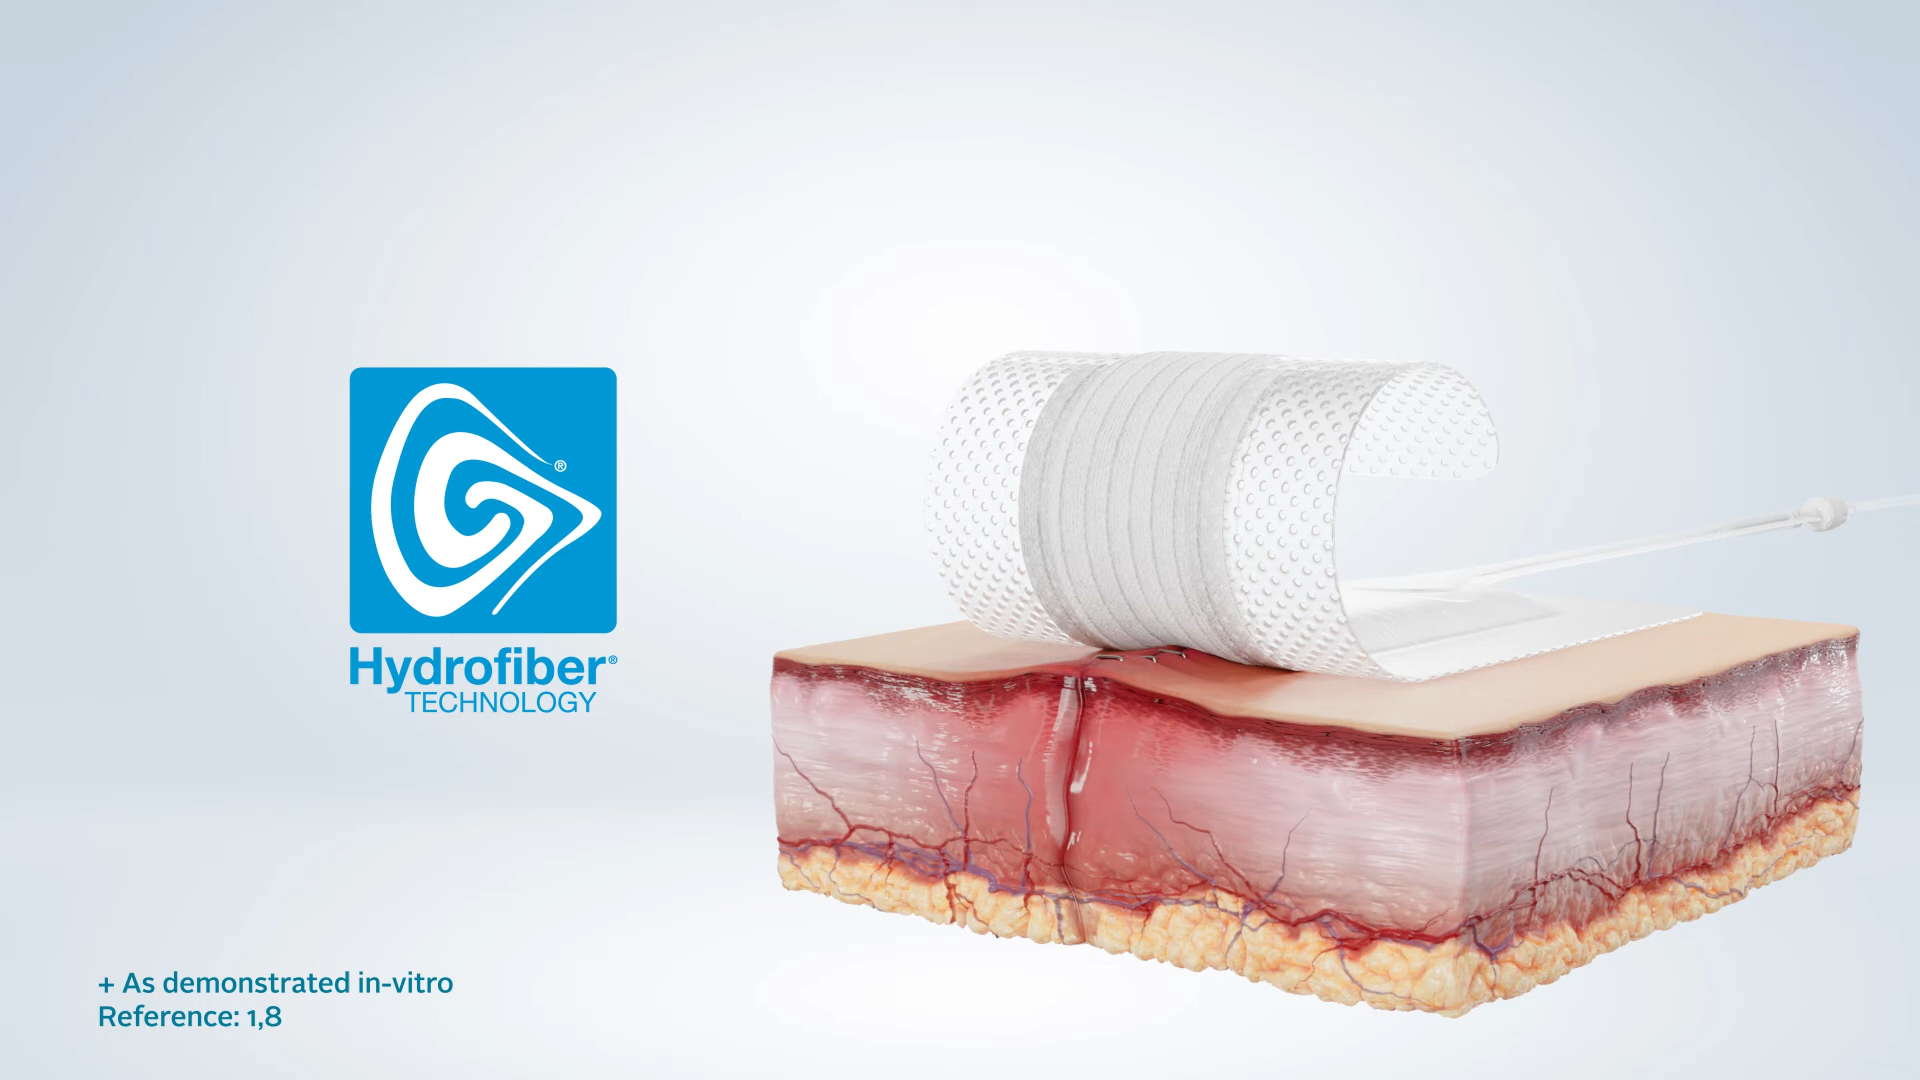 ®
Hydrofiber®
TECHNOLOGY
+ As demonstrated in-vitro
Reference: 1,8